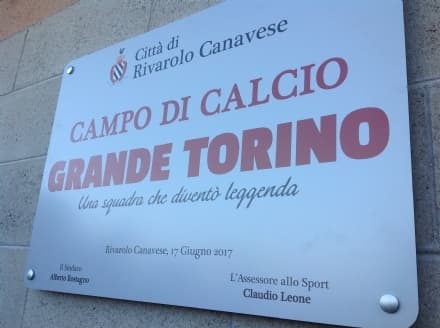 Città di
Rivarolo Canavese
CAMPO DI CALCIO
GRANDE TORINO
Una squadra che diventò leggenda
Rivarolo Canavese, 17 Giugno 2017
Il Sindaco
Alberto Rostagno
L'Assessore allo Sport
Claudio Leone